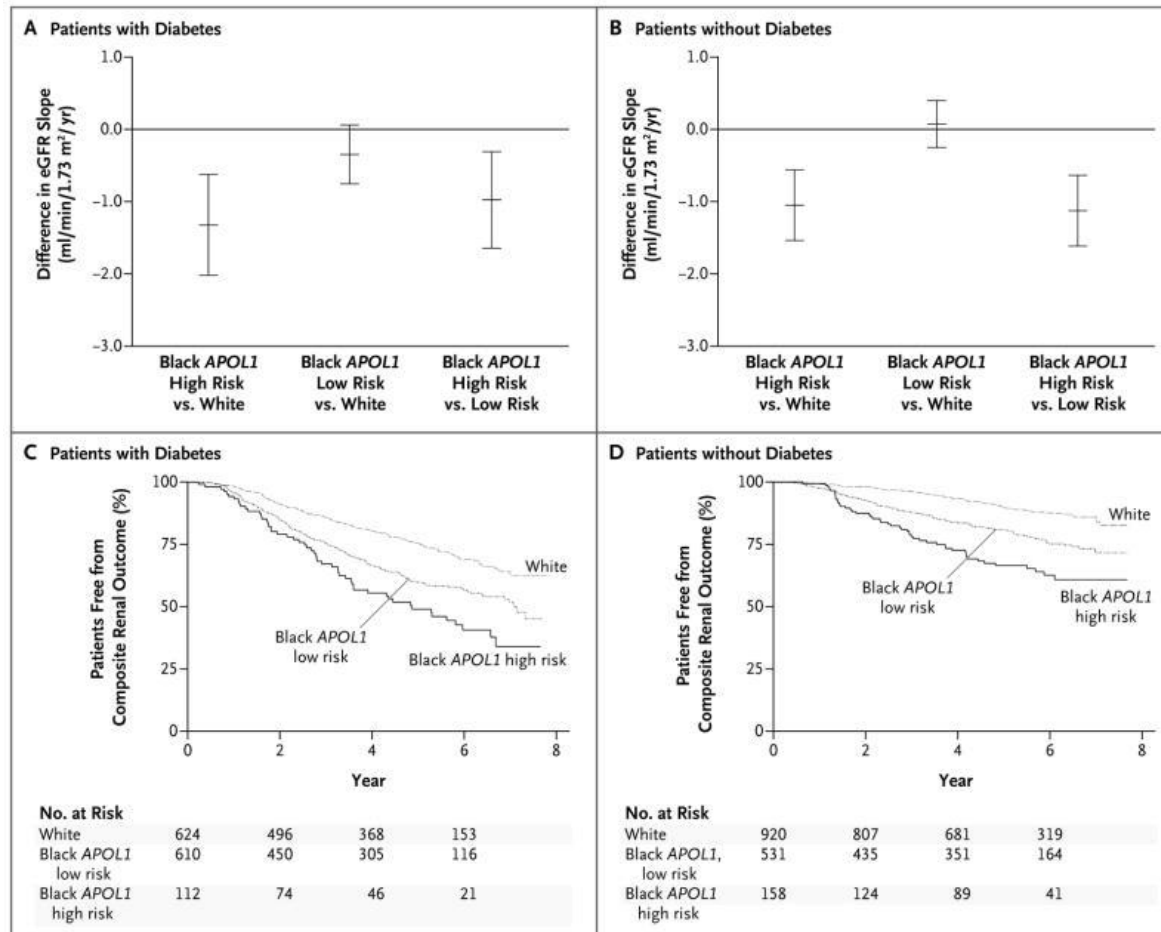 A Patients with Diabetes
Difference in eGFR Slope
(ml/min/1.73 m²/yr)
1.0
0.0
−1.0
−2.0
−3.0
Black APOL1
High Risk
vs. White
Black APOL1
Low Risk
vs. White
Black APOL1
High Risk
vs. Low Risk
B Patients without Diabetes
Difference in eGFR Slope
(ml/min/1.73 m²/yr)
1.0
0.0
−1.0
−2.0
−3.0
Black APOL1
High Risk
vs. White
Black APOL1
Low Risk
vs. White
Black APOL1
High Risk
vs. Low Risk
C Patients with Diabetes
Patients Free from
Composite Renal Outcome (%)
100
75
50
25
0
White
Black APOL1
low risk
Black APOL1 high risk
0 2 4 6 8
Year
No. at Risk
White 624 496 368 153
Black APOL1 610 450 305 116
low risk
Black APOL1 112 74 46 21
high risk
D Patients without Diabetes
Patients Free from
Composite Renal Outcome (%)
100
75
50
25
0
White
Black APOL1
low risk
Black APOL1
high risk
0 2 4 6 8
Year
No. at Risk
White 920 807 681 319
Black APOL1, 531 435 351 164
low risk
Black APOL1 158 124 89 41
high risk